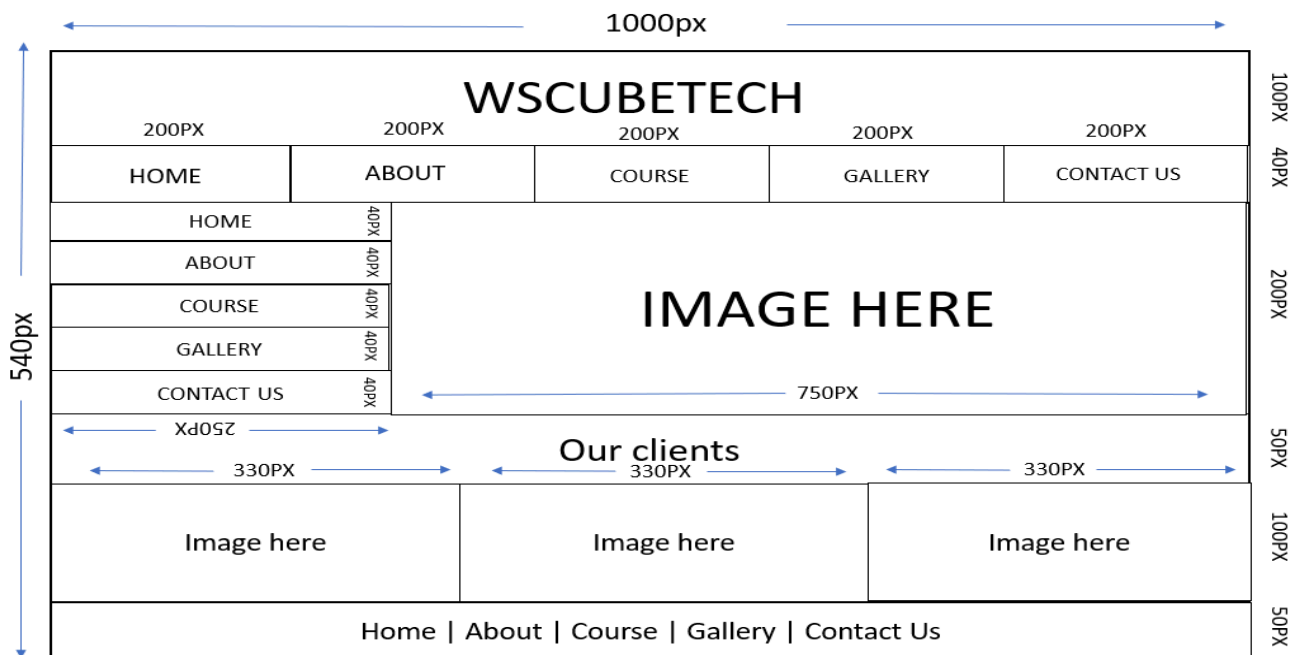 1000px
WSCUBETECH
100PX
200PX 200PX 200PX 200PX 200PX
HOME ABOUT COURSE GALLERY CONTACT US
40PX
HOME 40PX
ABOUT 40PX
COURSE 40PX
GALLERY 40PX
CONTACT US 40PX
IMAGE HERE
750PX
200PX
540px
250PX
Our clients
50PX
330PX 330PX 330PX
Image here Image here Image here
100PX
Home | About | Course | Gallery | Contact Us
50PX